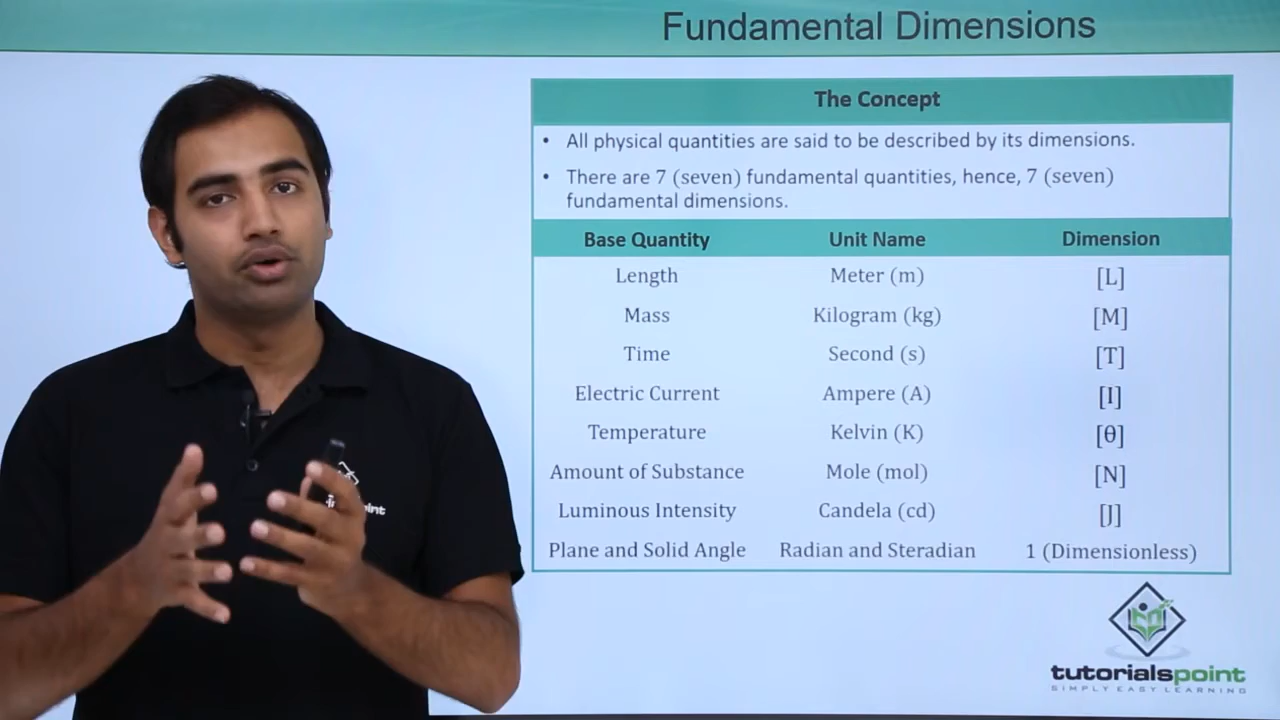 Fundamental Dimensions
The Concept
• All physical quantities are said to be described by its dimensions.
• There are 7 (seven) fundamental quantities, hence, 7 (seven)
fundamental dimensions.
Base Quantity Unit Name Dimension
Length Meter (m) [L]
Mass Kilogram (kg) [M]
Time Second (s) [T]
Electric Current Ampere (A) [I]
Temperature Kelvin (K) [θ]
Amount of Substance Mole (mol) [N]
Luminous Intensity Candela (cd) [J]
Plane and Solid Angle Radian and Steradian 1 (Dimensionless)
tutorialspoint
SIMPLY EASY LEARNING